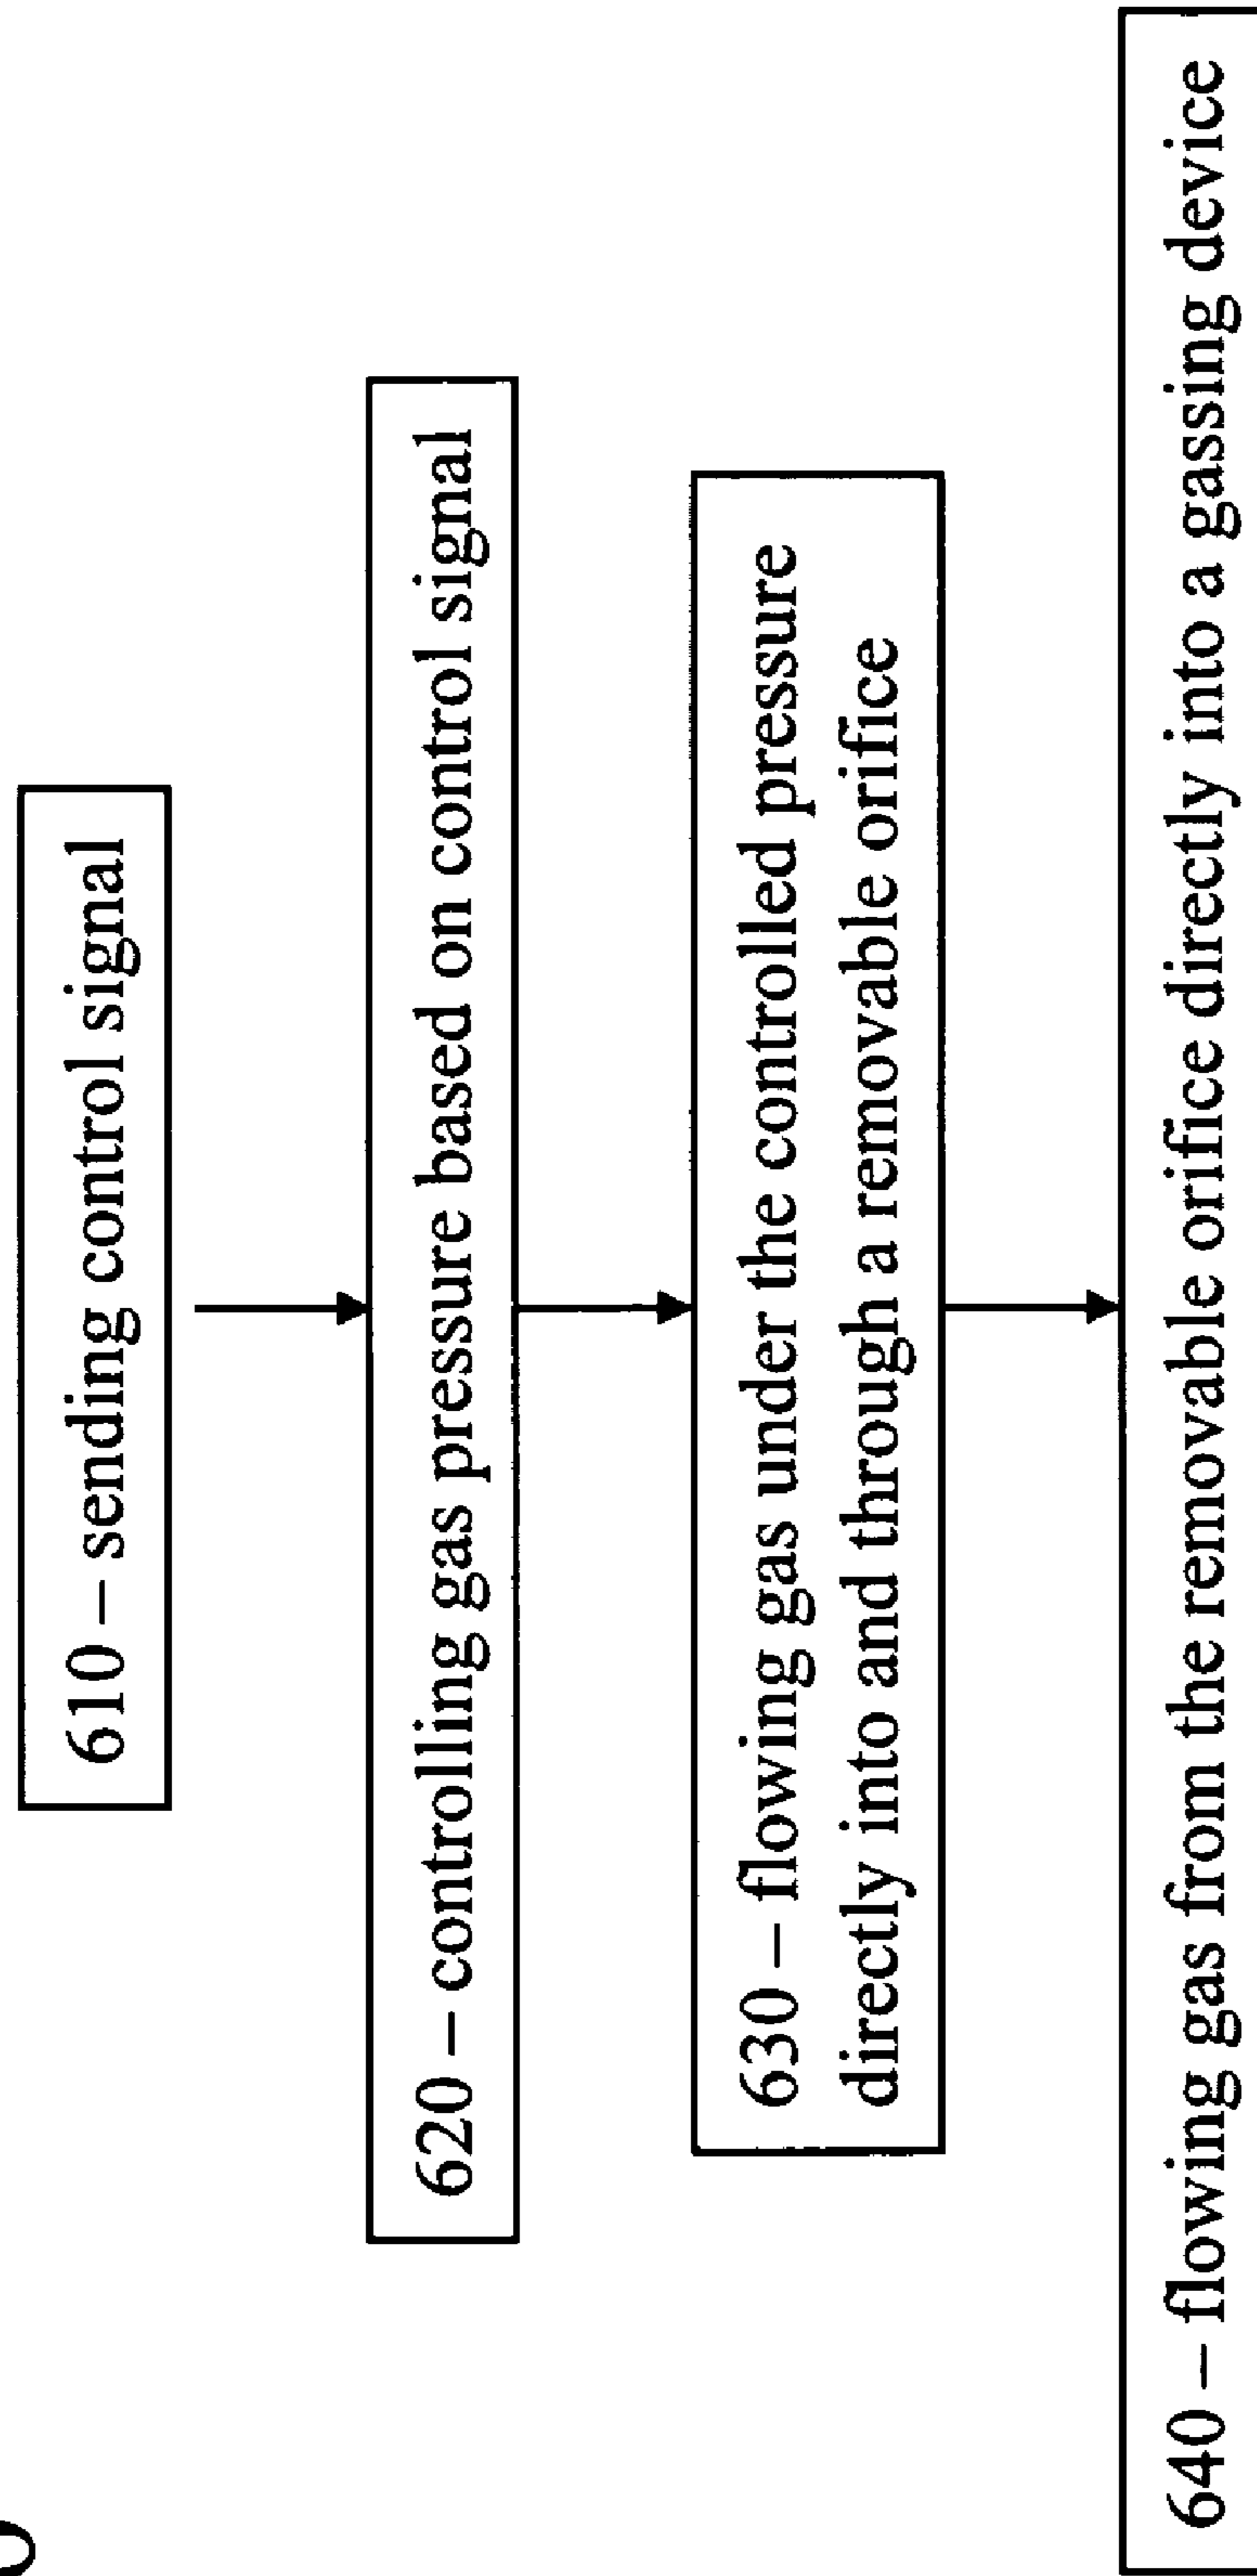 610 – sending control signal
620 – controlling gas pressure based on control signal
630 – flowing gas under the controlled pressure
directly into and through a removable orifice
640 – flowing gas from the removable orifice directly into a gassing device